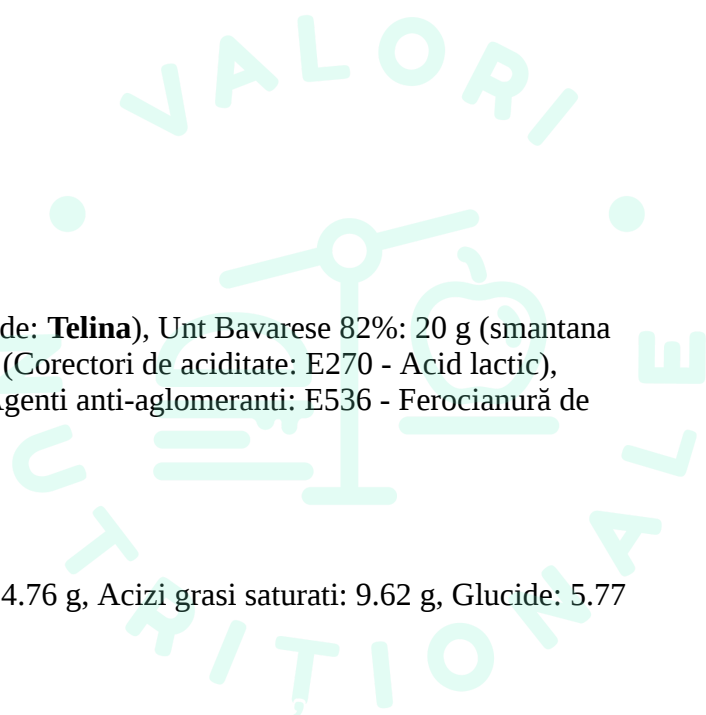 VALORI
de: Telina), Unt Bavarese 82%: 20 g (smantana
(Corectori de aciditate: E270 - Acid lactic),
Agenti anti-aglomeranti: E536 - Ferocianură de
4.76 g, Acizi grasi saturati: 9.62 g, Glucide: 5.77
NUTRITIONALE